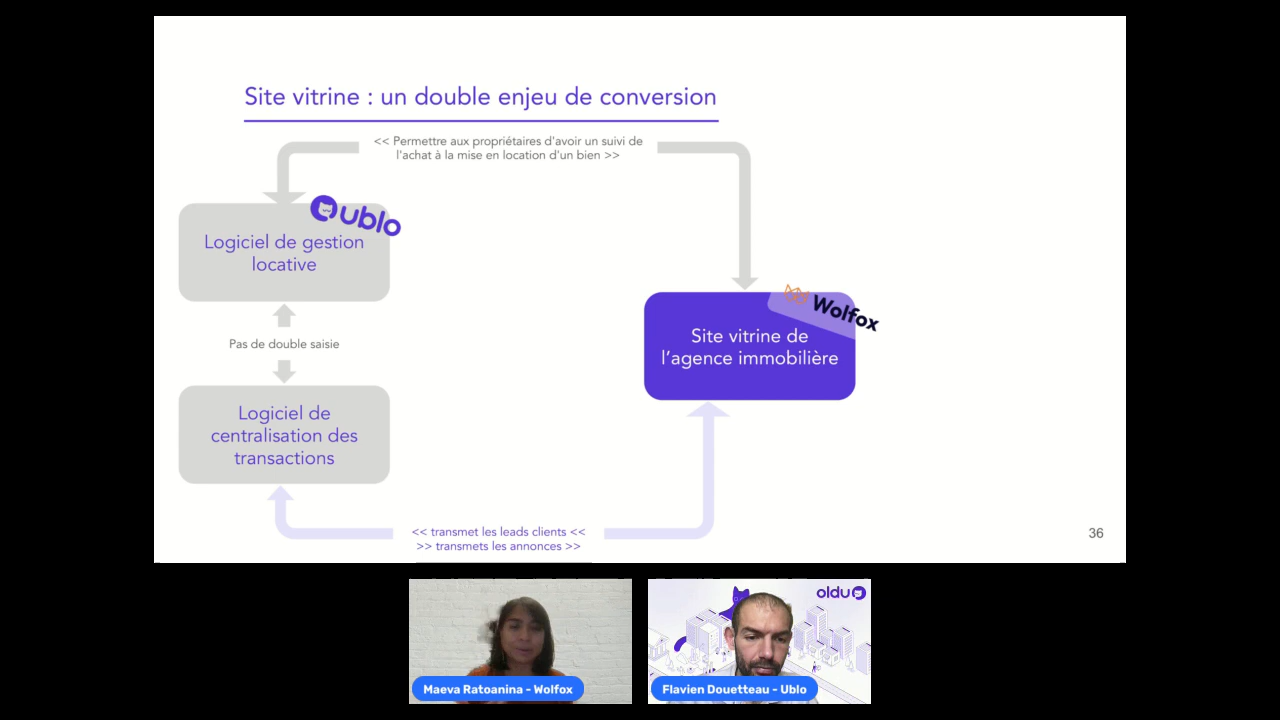 Site vitrine : un double enjeu de conversion
<< Permettre aux propriétaires d'avoir un suivi de
l'achat à la mise en location d'un bien >>
ublo
Logiciel de gestion
locative
Wolfox
Site vitrine de
l’agence immobilière
Pas de double saisie
Logiciel de
centralisation des
transactions
<< transmet les leads clients <<
>> transmets les annonces >>
36
oldu
Maeva Ratoanina - Wolfox
Flavien Douetteau - Ublo